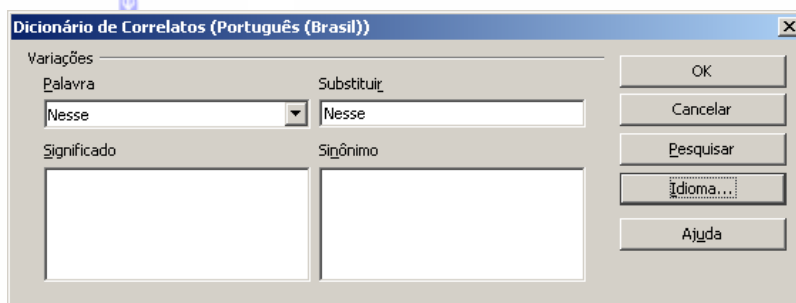 Dicionário de Correlatos (Português (Brasil))
Variações
Palavra
Substituir
Nesse
Nesse
Significado
Sinônimo
OK
Cancelar
Pesquisar
Idioma...
Ajuda